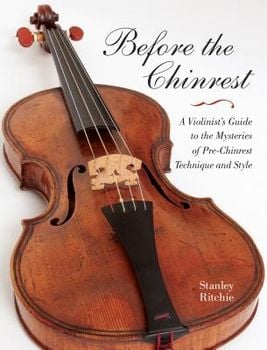 Before the
Chinrest
A Violinist's Guide
to the Mysteries
of Pre-Chinrest
Technique and Style
Stanley
Ritchie